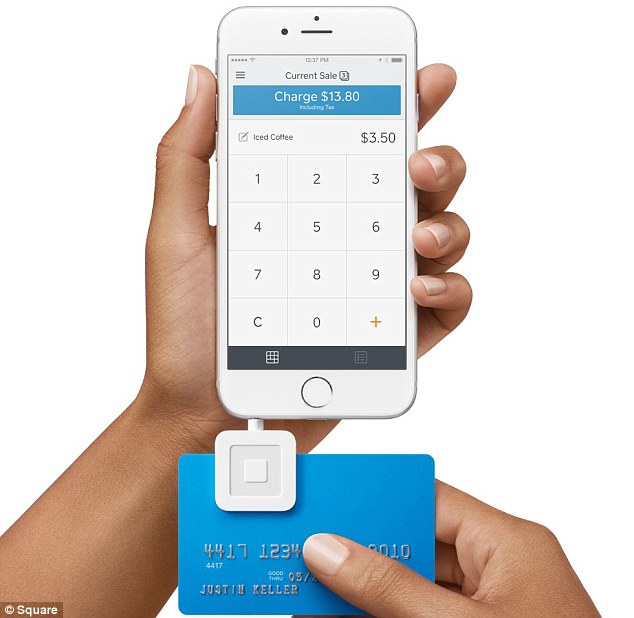 12:37 PM
Current Sale 3
Charge $13.80
Including Tax
Iced Coffee $3.50
1 2 3
4 5 6
7 8 9
C 0 +
4417 1234 0010
4417
GOOD THRU 05/
JUSTIN KELLER
© Square